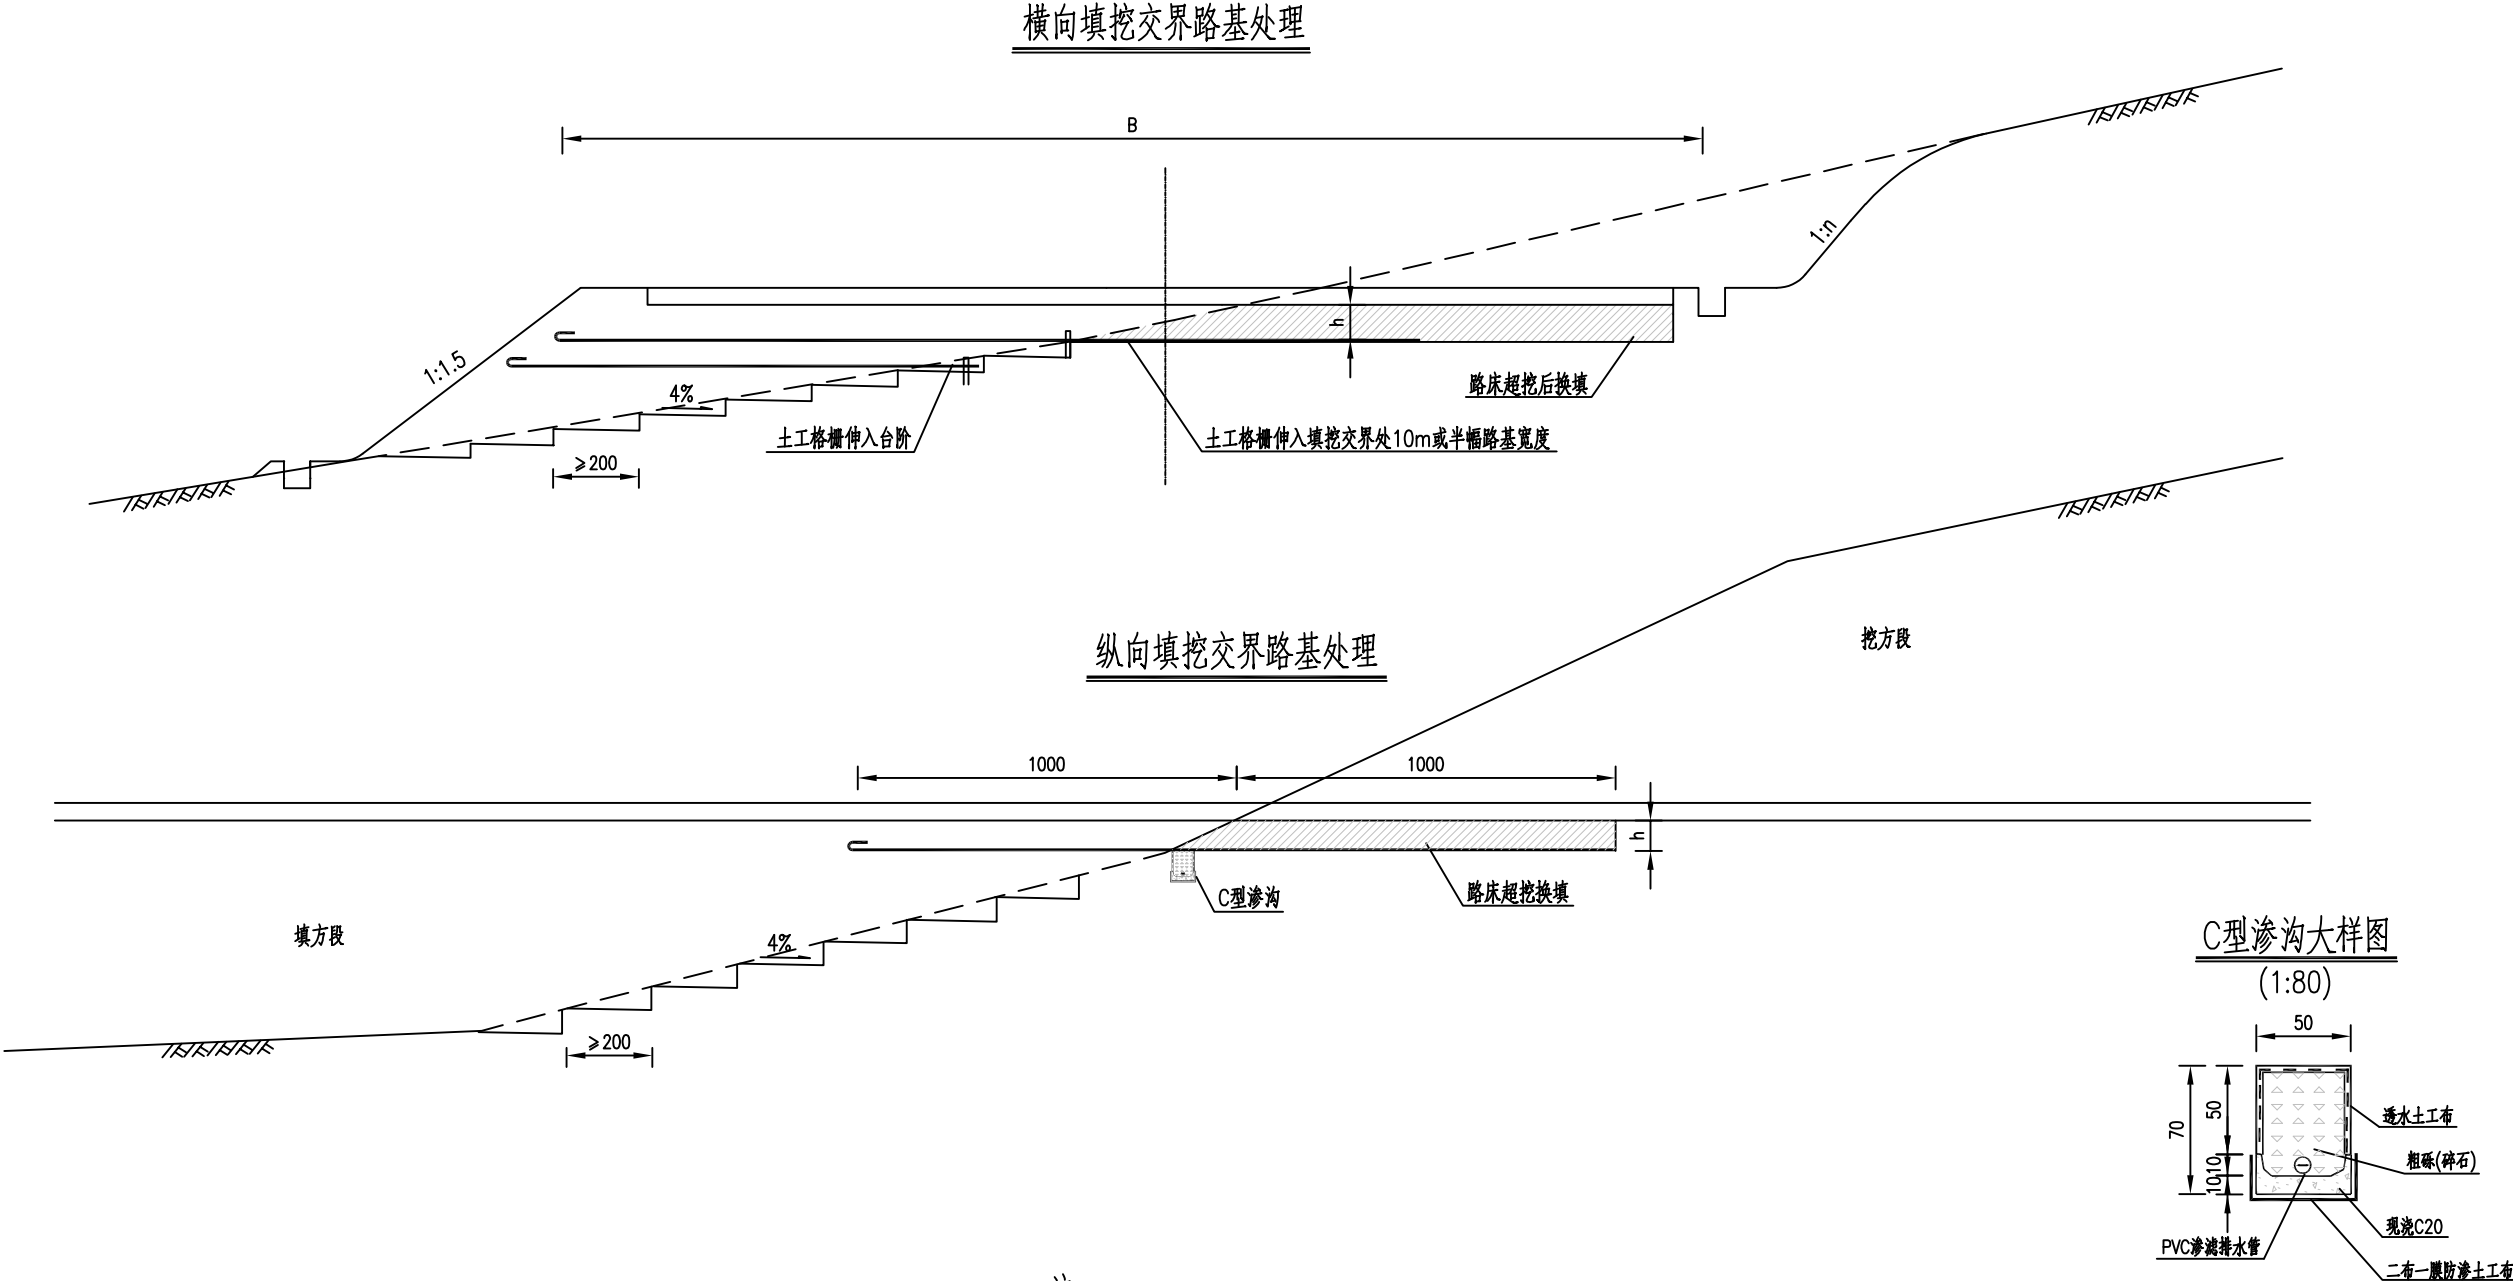 横向填挖交界路基处理
B
1:n
h
1:1.5
路床超挖后换填
4%
土工格栅伸入台阶
土工格栅伸入填挖交界处10m或半幅路基宽度
≥200
纵向填挖交界路基处理
挖方段
1000
1000
h
C型渗沟
路床超挖换填
填方段
4%
≥200
C型渗沟大样图
(1:80)
50
70
50
10
10
透水土工布
粗砾(碎石)
现浇C20
PVC渗滤排水管
二布一膜防渗土工布